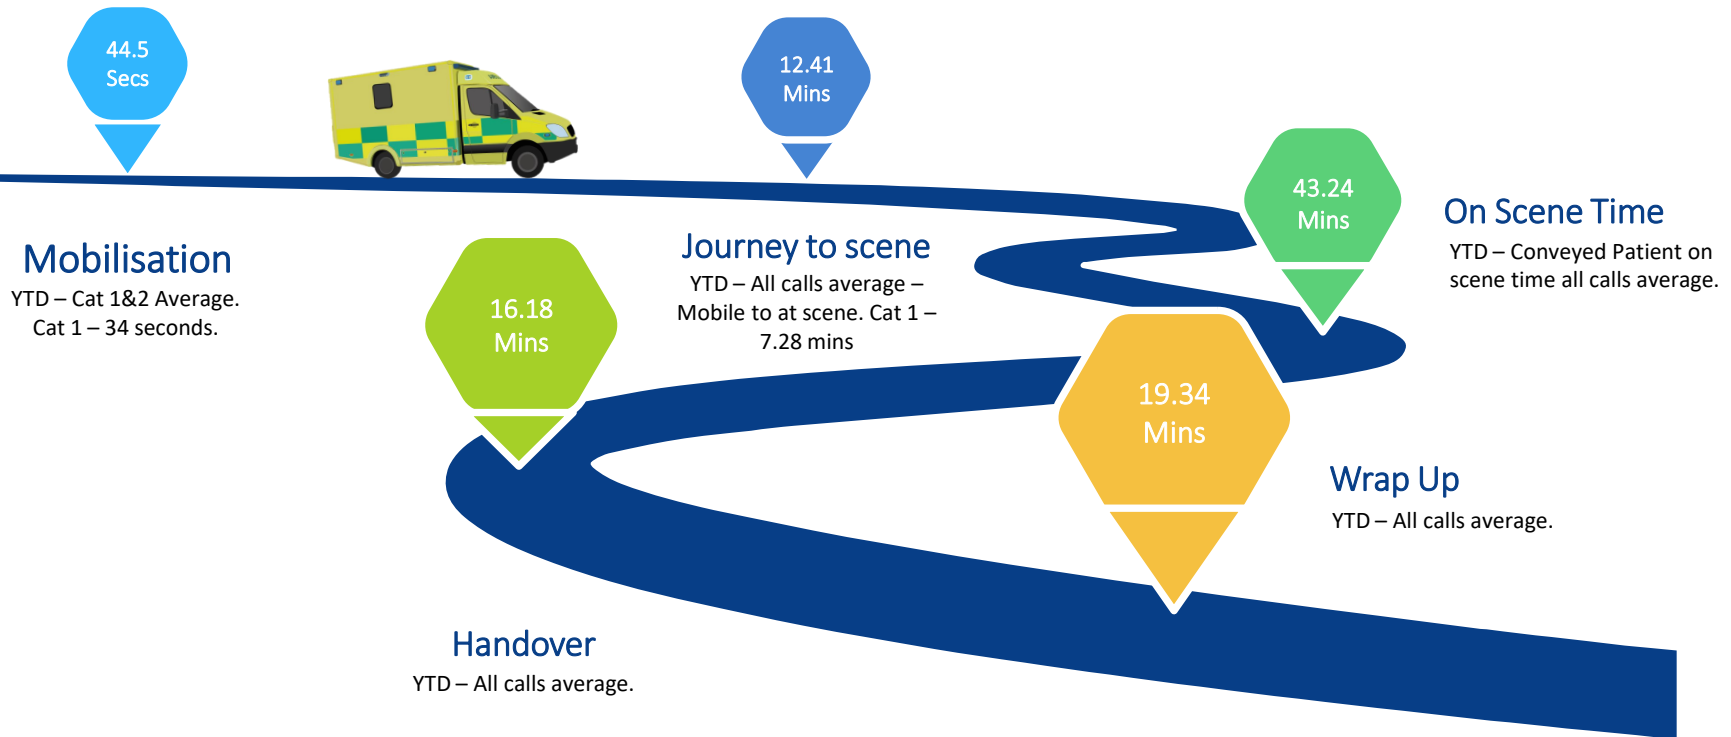 44.5
Secs
Mobilisation
YTD – Cat 1&2 Average.
Cat 1 – 34 seconds.
12.41
Mins
Journey to scene
YTD – All calls average –
Mobile to at scene. Cat 1 –
7.28 mins
43.24
Mins
On Scene Time
YTD – Conveyed Patient on
scene time all calls average.
16.18
Mins
Handover
YTD – All calls average.
19.34
Mins
Wrap Up
YTD – All calls average.